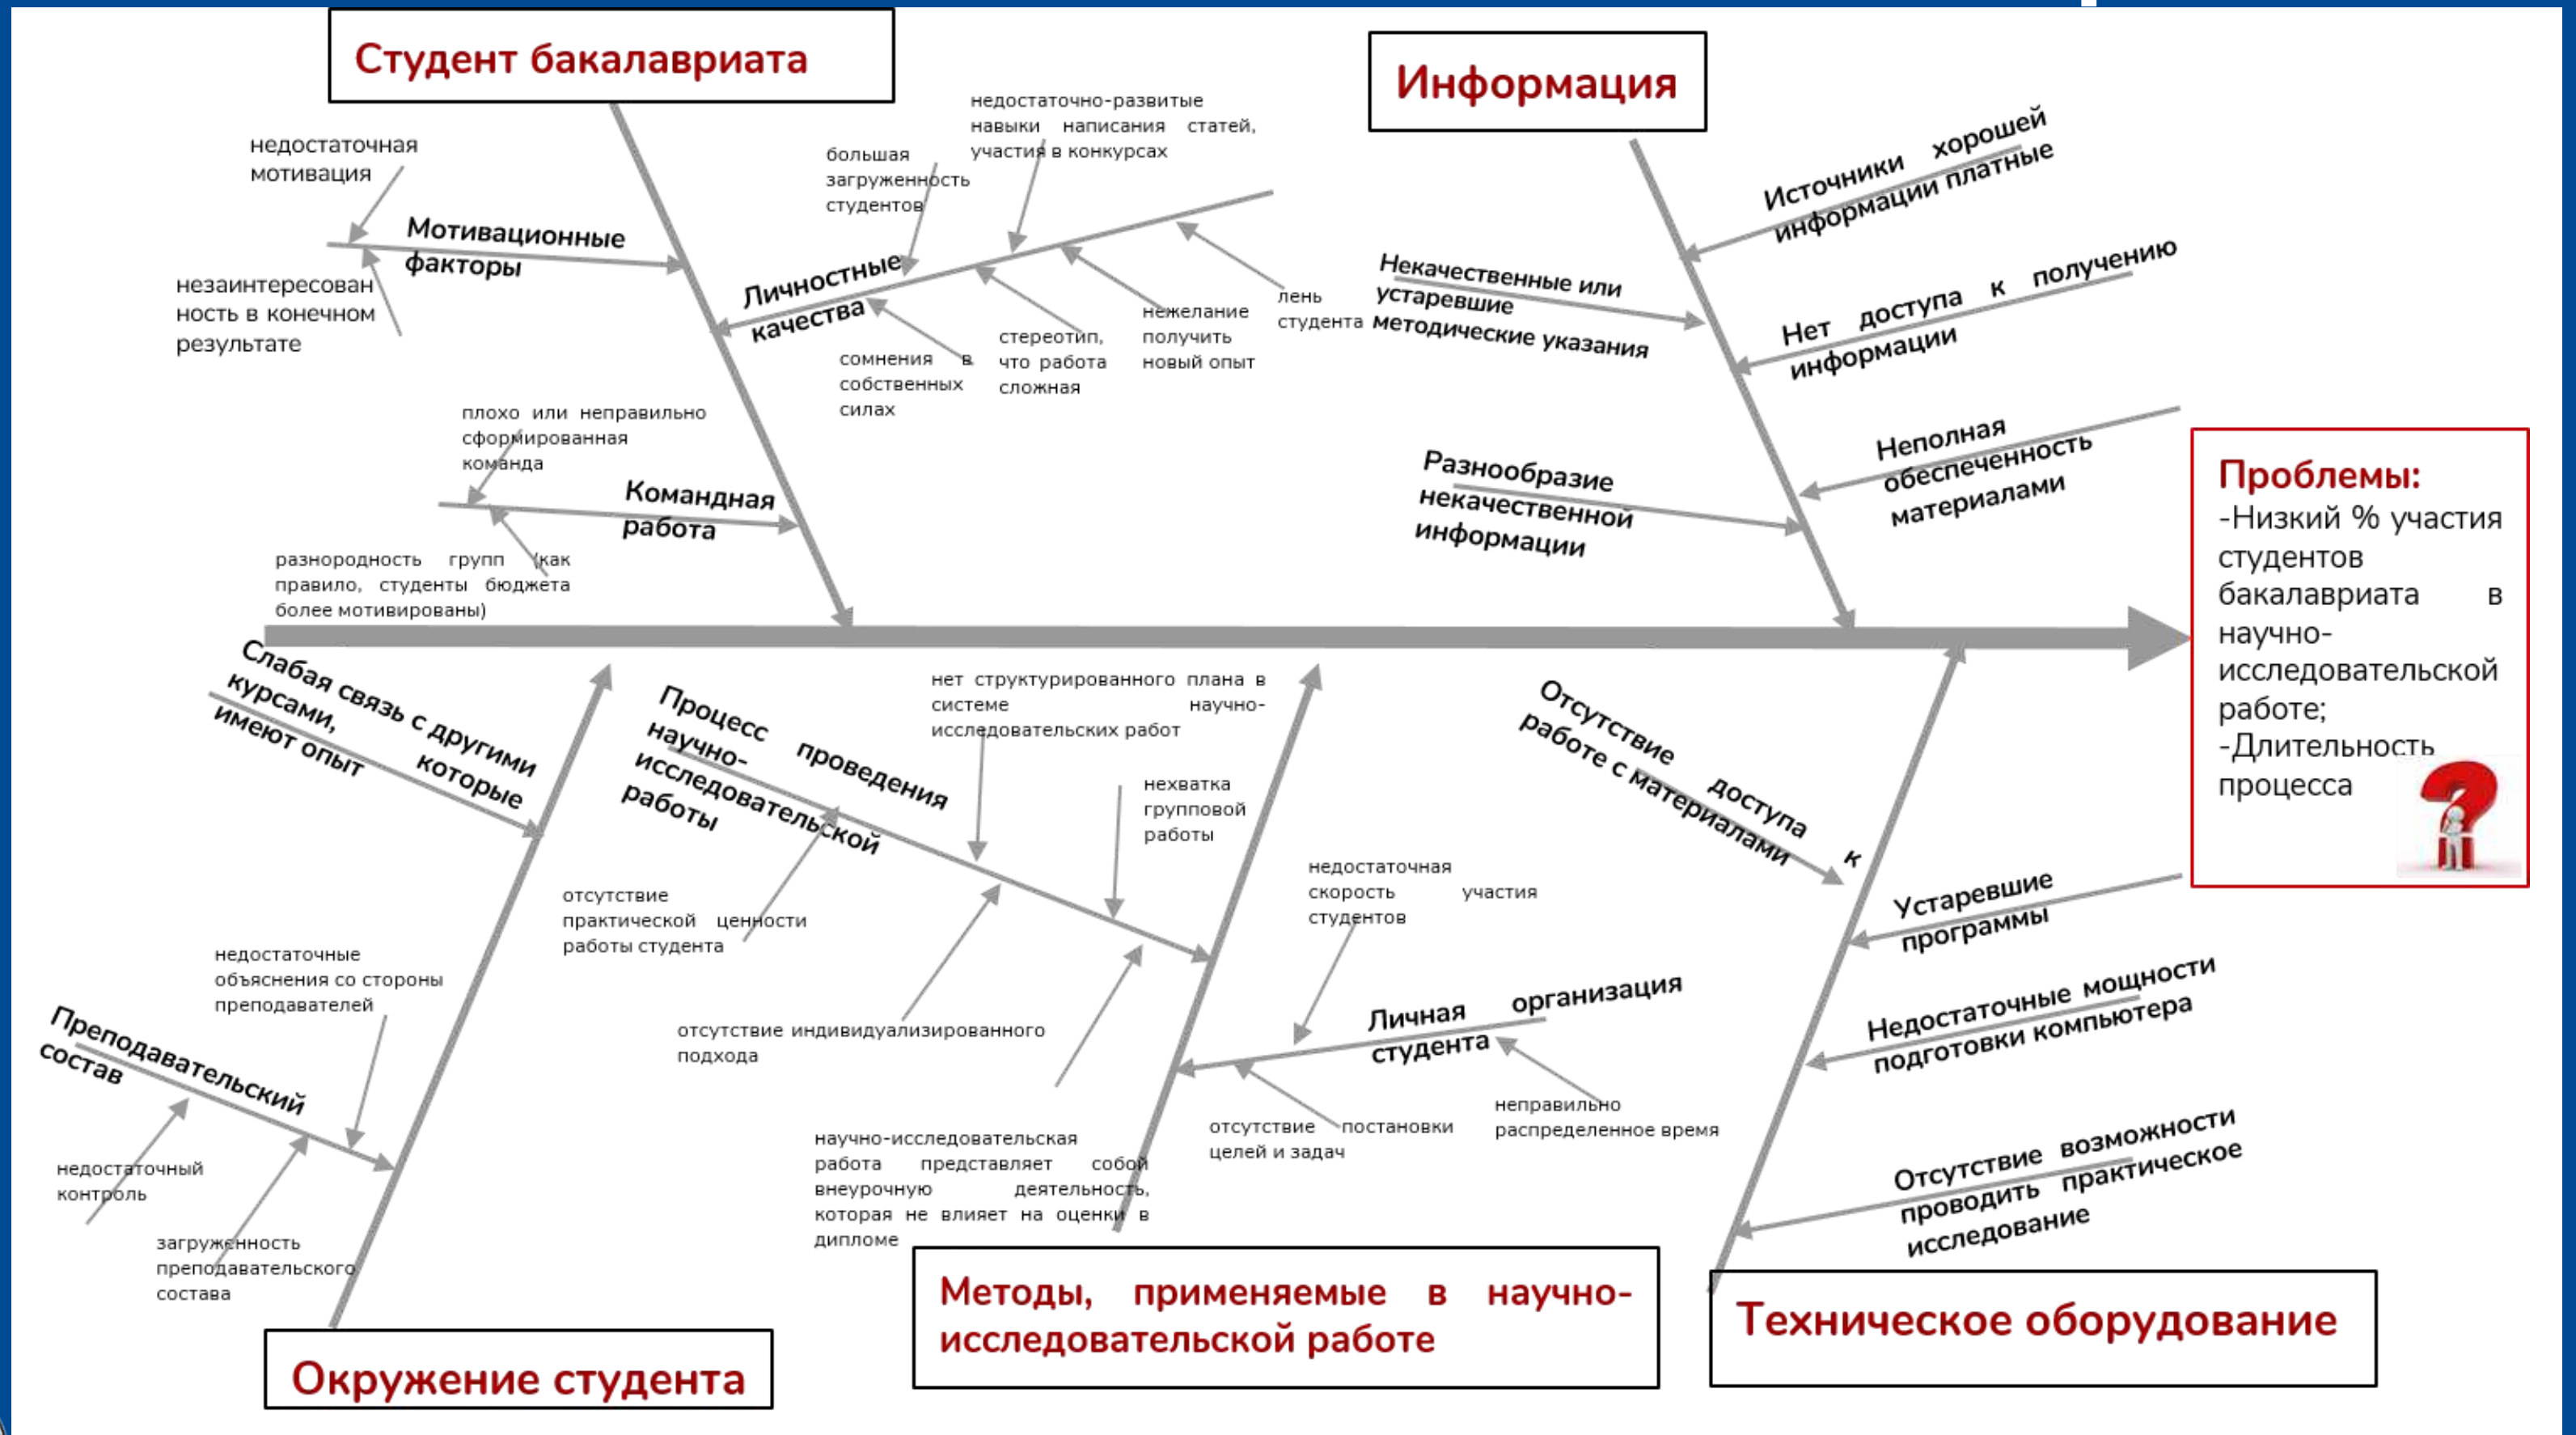 Студент бакалавриата
недостаточная
мотивация
Мотивационные
факторы
незаинтересован
ность в конечном
результате
большая
загруженность
студентов
недостаточно-развитые
навыки написания статей,
участия в конкурсах
Личностные
качества
сомнения в
собственных
силах
стереотип,
что работа
сложная
нежелание
получить
новый опыт
лень
студента
плохо или неправильно
сформированная
команда
Командная
работа
разнородность групп (как
правило, студенты бюджета
более мотивированы)
Информация
Источники хорошей
информации платные
Некачественные или
устаревшие
методические указания
Нет доступа к получению
информации
Разнообразие
некачественной
информации
Неполная
обеспеченность
материалами
Проблемы:
-Низкий % участия
студентов
бакалавриата в
научно-
исследовательской
работе;
-Длительность
процесса
?
Слабая связь с другими
курсами, которые
имеют опыт
недостаточные
объяснения со стороны
преподавателей
Преподавательский
состав
недостаточный
контроль
загруженность
преподавательского
состава
Окружение студента
Процесс проведения
научно-
исследовательской
работы
нет структурированного плана в
системе научно-
исследовательских работ
нехватка
групповой
работы
отсутствие
практической ценности
работы студента
отсутствие индивидуализированного
подхода
научно-исследовательская
работа представляет собой
внеурочную деятельность,
которая не влияет на оценки в
дипломе
недостаточная
скорость участия
студентов
Личная организация
студента
отсутствие постановки
целей и задач
неправильно
распределенное время
Методы, применяемые в научно-
исследовательской работе
Отсутствие доступа к
работе с материалами
Устаревшие
программы
Недостаточные мощности
подготовки компьютера
Отсутствие возможности
проводить практическое
исследование
Техническое оборудование